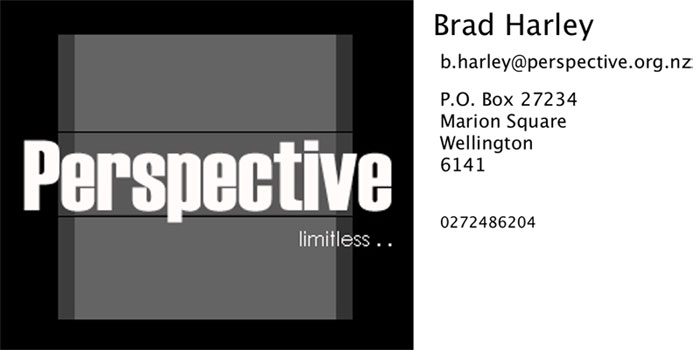 Perspective
limitless . .
Brad Harley
b.harley@perspective.org.nz
P.O. Box 27234
Marion Square
Wellington
6141
0272486204